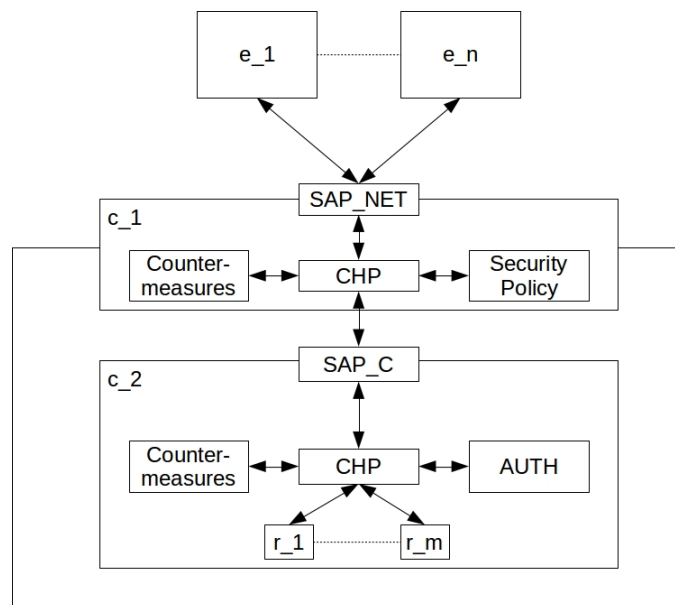 e_1
e_n
SAP_NET
c_1
Counter-
measures
CHP
Security
Policy
SAP_C
c_2
Counter-
measures
CHP
AUTH
r_1
r_m